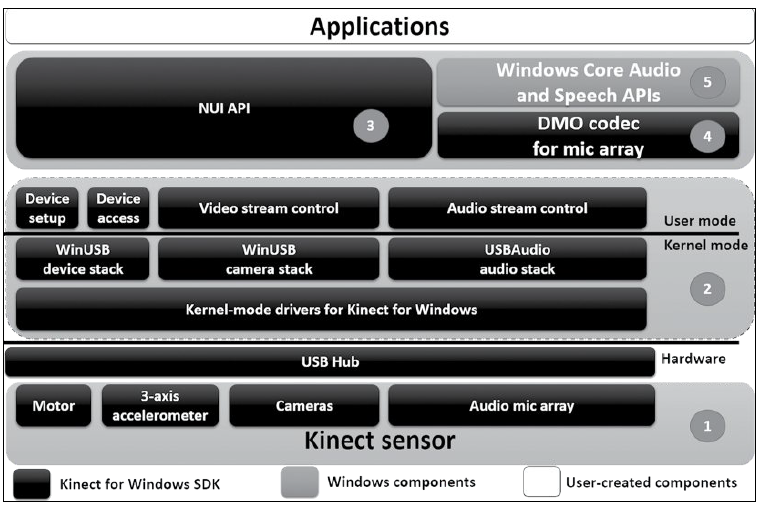 Applications
NUI API
3
Windows Core Audio
and Speech APIs
5
DMO codec
for mic array
4
Device
setup
Device
access
Video stream control
Audio stream control
User mode
Kernel mode
WinUSB
device stack
WinUSB
camera stack
USBAudio
audio stack
2
Kernel-mode drivers for Kinect for Windows
USB Hub
Hardware
Motor
3-axis
accelerometer
Cameras
Audio mic array
1
Kinect sensor
Kinect for Windows SDK
Windows components
User-created components